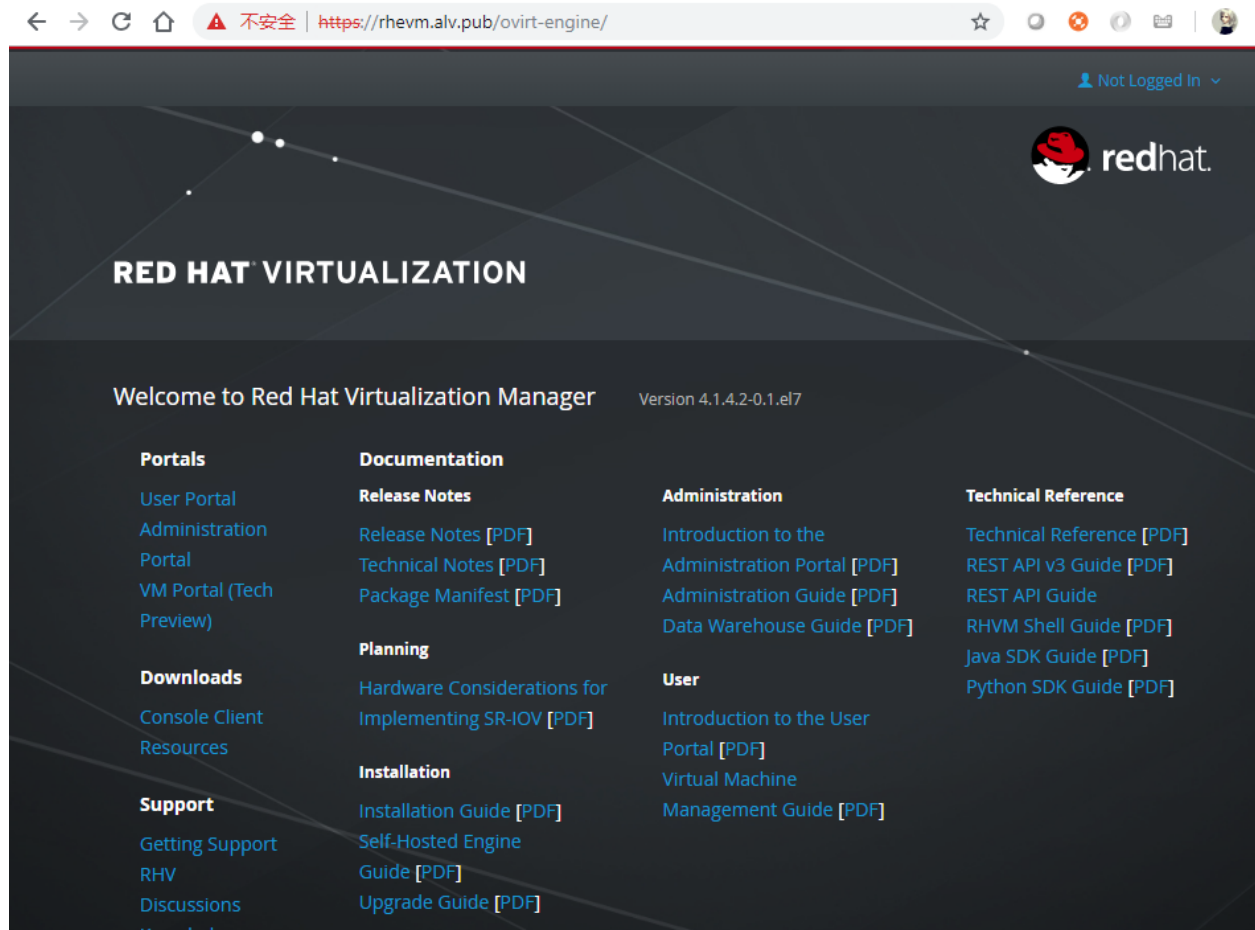 不安全 | https://rhevm.alv.pub/ovirt-engine/
Not Logged In
redhat.
RED HAT® VIRTUALIZATION
Welcome to Red Hat Virtualization Manager
Version 4.1.4.2-0.1.el7
Portals
User Portal
Administration
Portal
VM Portal (Tech
Preview)
Downloads
Console Client
Resources
Support
Getting Support
RHV
Discussions
Documentation
Release Notes
Release Notes [PDF]
Technical Notes [PDF]
Package Manifest [PDF]
Planning
Hardware Considerations for
Implementing SR-IOV [PDF]
Installation
Installation Guide [PDF]
Self-Hosted Engine
Guide [PDF]
Upgrade Guide [PDF]
Administration
Introduction to the
Administration Portal [PDF]
Administration Guide [PDF]
Data Warehouse Guide [PDF]
User
Introduction to the User
Portal [PDF]
Virtual Machine
Management Guide [PDF]
Technical Reference
Technical Reference [PDF]
REST API v3 Guide [PDF]
REST API Guide
RHVM Shell Guide [PDF]
Java SDK Guide [PDF]
Python SDK Guide [PDF]